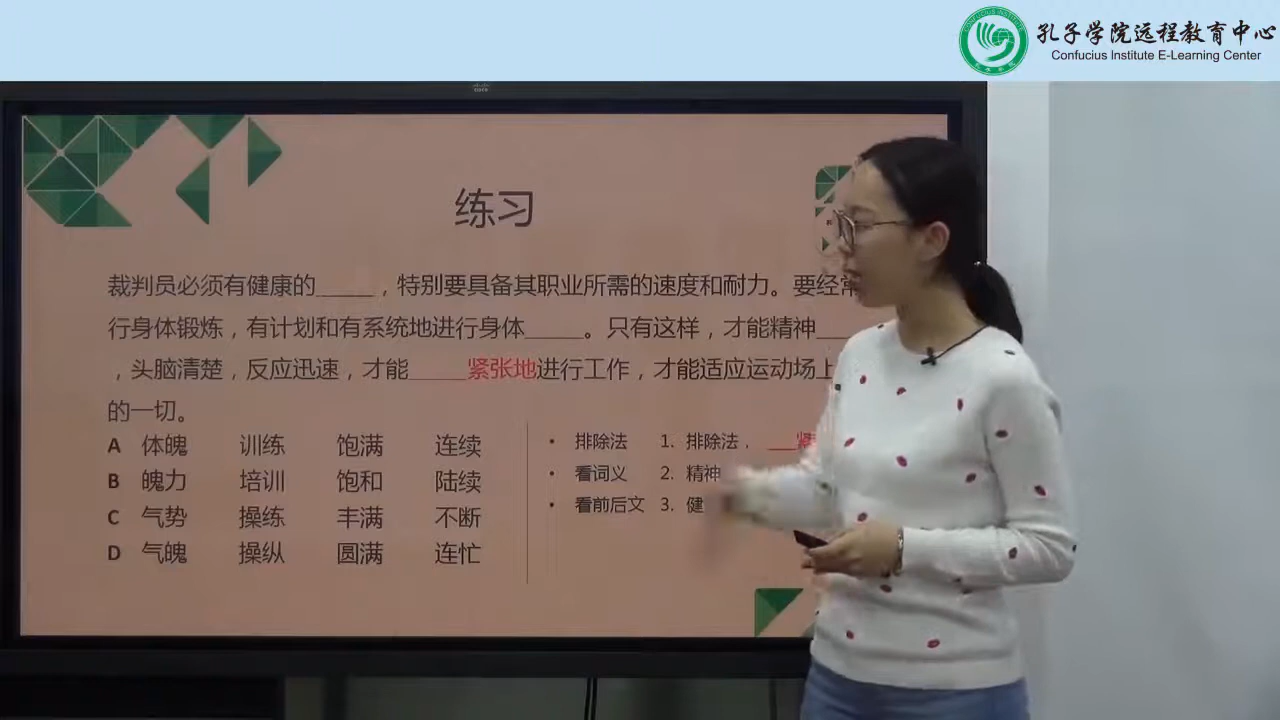 孔子学院远程教育中心
Confucius Institute E-Learning Center
练习
裁判员必须有健康的_____，特别要具备其职业所需的速度和耐力。要经常
行身体锻炼，有计划和有系统地进行身体_____。只有这样，才能精神___
，头脑清楚，反应迅速，才能_____紧张地进行工作，才能适应运动场上
的一切。
A 体魄 训练 饱满 连续
B 魄力 培训 饱和 陆续
C 气势 操练 丰满 不断
D 气魄 操纵 圆满 连忙
• 排除法 1. 排除法，__紧
• 看词义 2. 精神
• 看前后文 3. 健